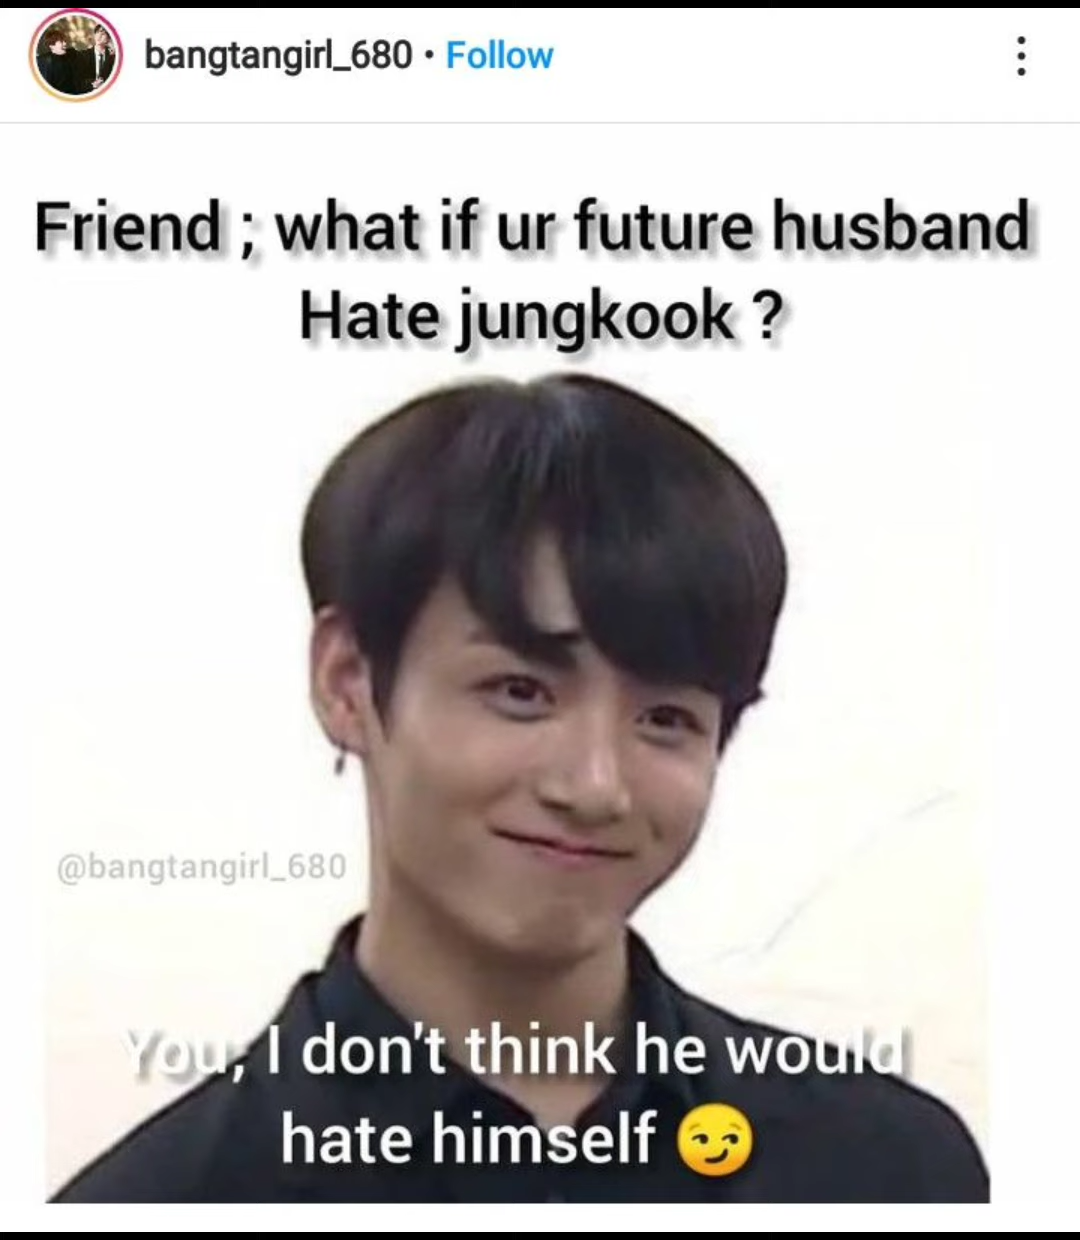 bangtangirl_680 • Follow
Friend ; what if ur future husband
Hate jungkook ?
@bangtangirl_680
You, I don't think he would
hate himself 😏